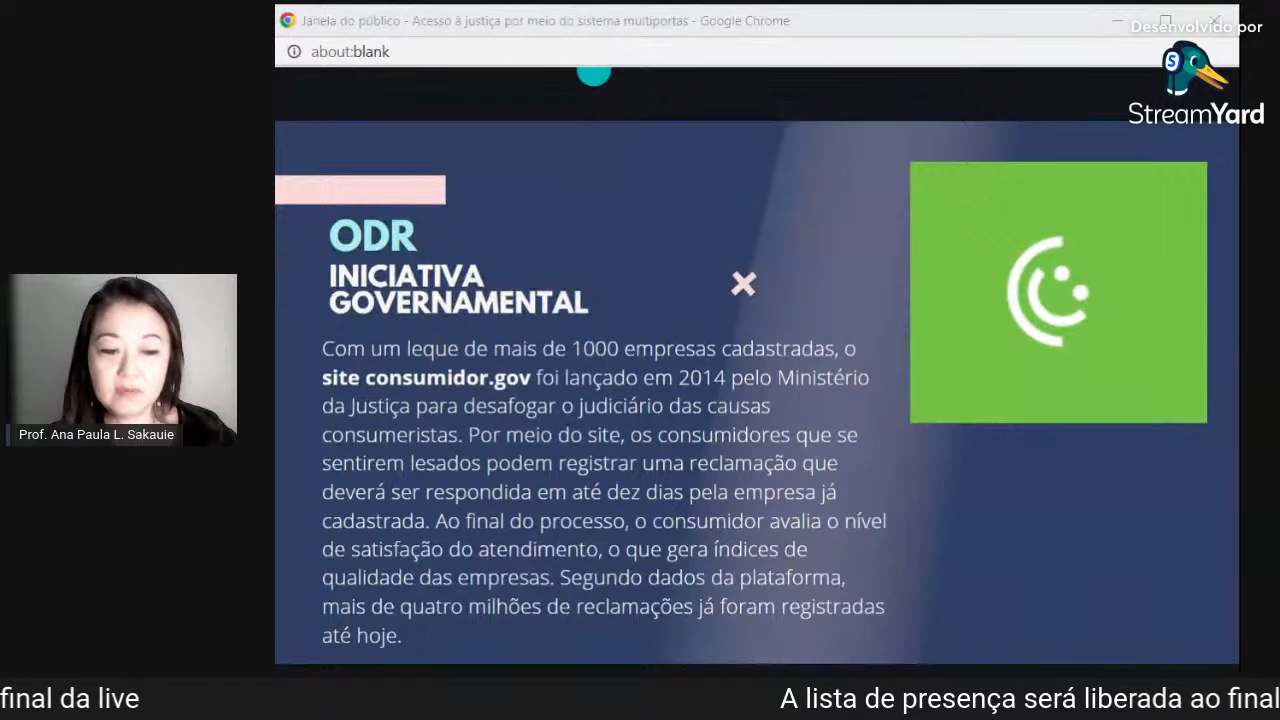 Janela do público - Acesso à justiça por meio do sistema multiportas - Google Chrome
Desenvolvido por
about:blank
S
StreamYard
ODR
INICIATIVA
GOVERNAMENTAL
Com um leque de mais de 1000 empresas cadastradas, o
site consumidor.gov foi lançado em 2014 pelo Ministério
da Justiça para desafogar o judiciário das causas
consumeristas. Por meio do site, os consumidores que se
sentirem lesados podem registrar uma reclamação que
deverá ser respondida em até dez dias pela empresa já
cadastrada. Ao final do processo, o consumidor avalia o nível
de satisfação do atendimento, o que gera índices de
qualidade das empresas. Segundo dados da plataforma,
mais de quatro milhões de reclamações já foram registradas
até hoje.
Prof. Ana Paula L. Sakauie
final da live
A lista de presença será liberada ao final